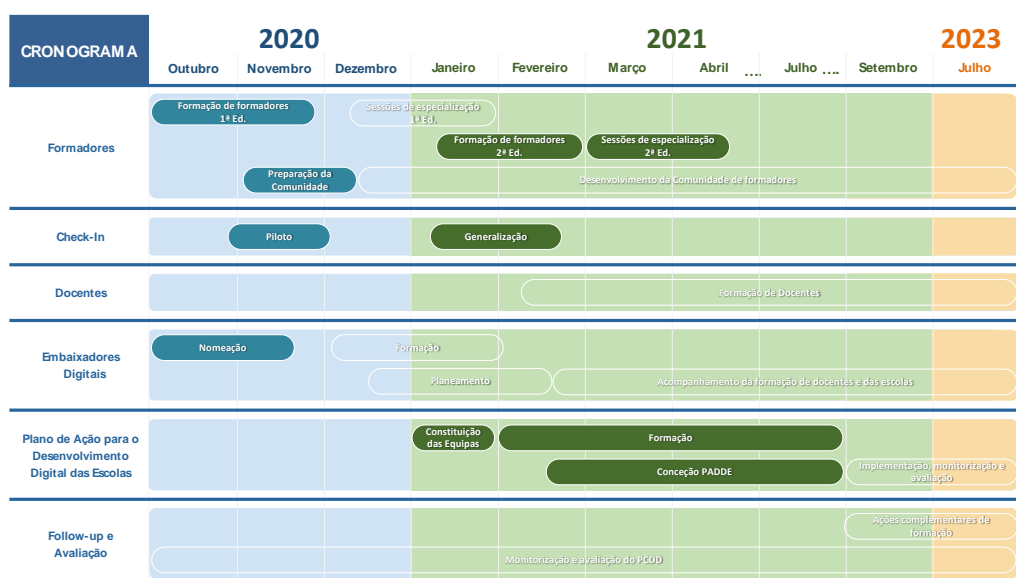 CRONOGRAMA
2020
2021
2023
Outubro
Novembro
Dezembro
Janeiro
Fevereiro
Março
Abril
....
Julho
....
Setembro
Julho
Formadores
Formação de formadores
1ª Ed.
Sessões de especialização
1ª Ed.
Formação de formadores
2ª Ed.
Sessões de especialização
2ª Ed.
Preparação da
Comunidade
Desenvolvimento da Comunidade de formadores
Check-In
Piloto
Generalização
Docentes
Formação de Docentes
Embaixadores
Digitais
Nomeação
Formação
Planeamento
Acompanhamento da formação de docentes e das escolas
Plano de Ação para o
Desenvolvimento
Digital das Escolas
Constituição
das Equipas
Formação
Conceção PADDE
Implementação, monitorização e
avaliação
Follow-up e
Avaliação
Ações complementares de
formação
Monitorização e avaliação do PCDD